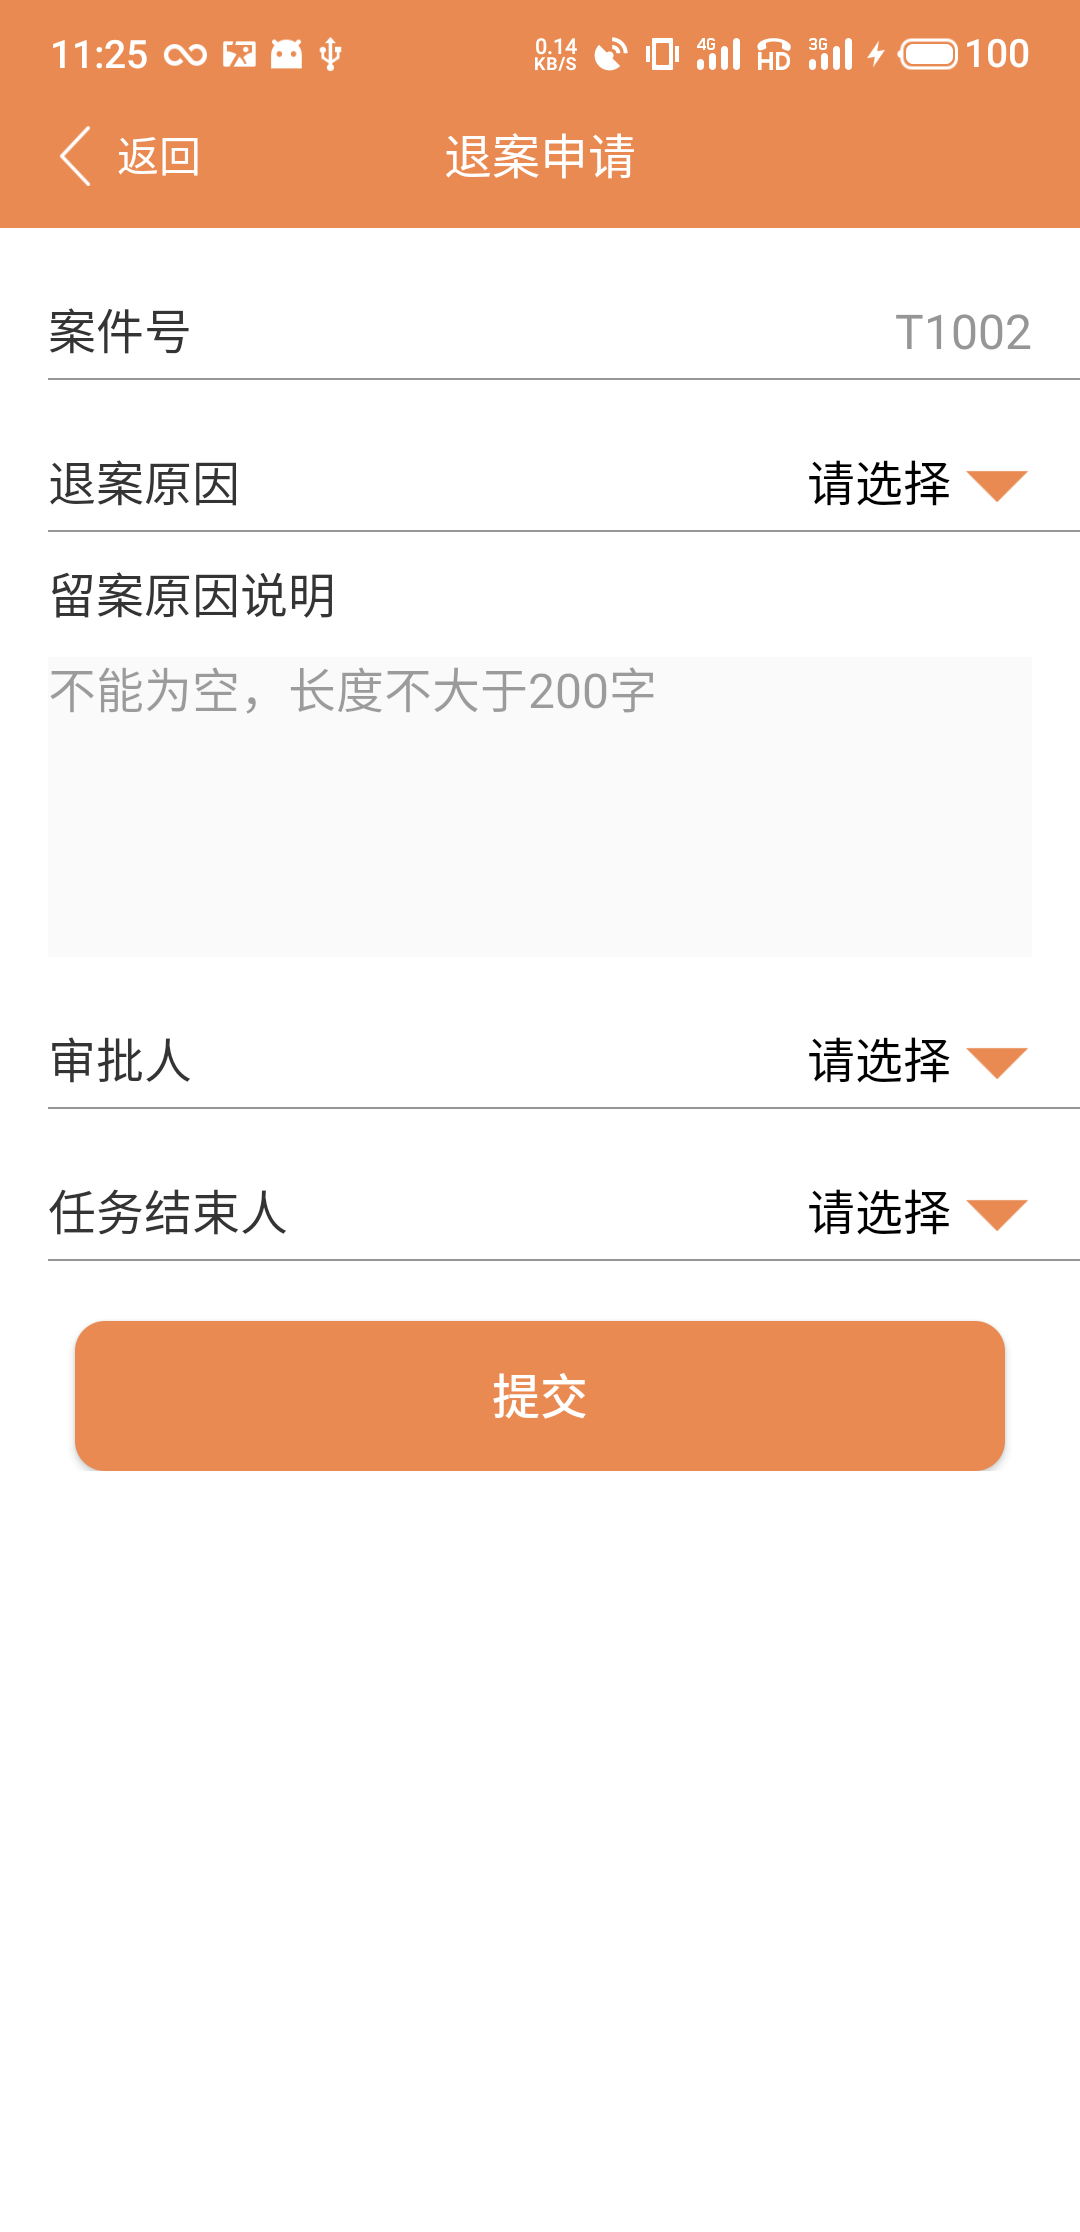 11:25 0.14 KB/S 4G HD 3G 100
返回 退案申请
案件号 T1002
退案原因 请选择
留案原因说明
不能为空，长度不大于200字
审批人 请选择
任务结束人 请选择
提交